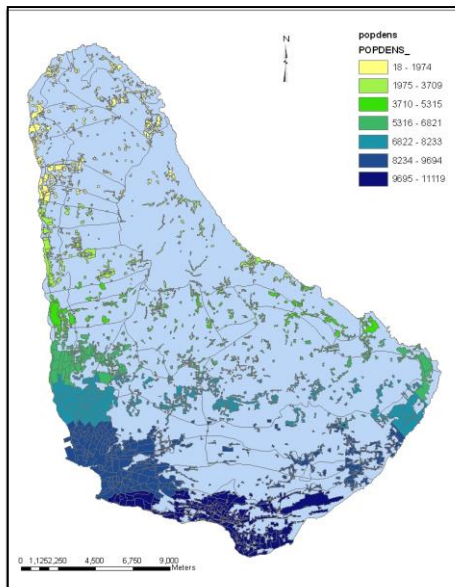 N
popdens
POPDENS_
18 - 1974
1975 - 3709
3710 - 5315
5316 - 6821
6822 - 8233
8234 - 9694
9695 - 11119
0 1,1252,250 4,500 6,750 9,000
Meters